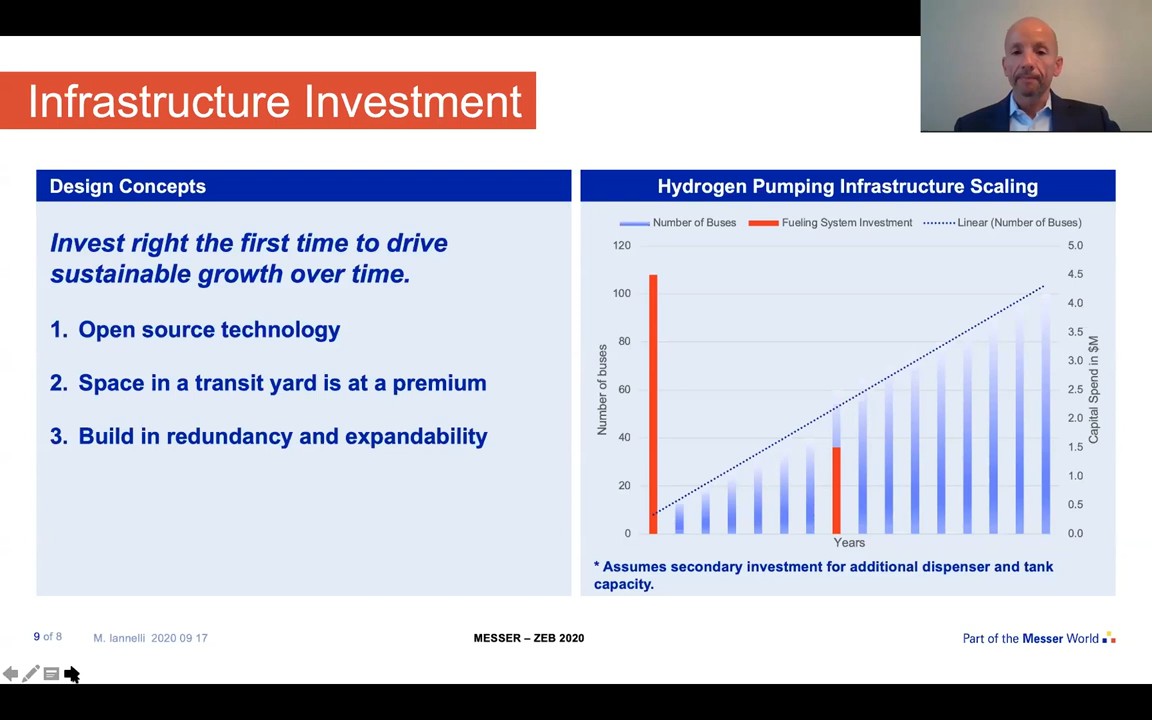 Infrastructure Investment
Design Concepts
Invest right the first time to drive
sustainable growth over time.
1. Open source technology
2. Space in a transit yard is at a premium
3. Build in redundancy and expandability
Hydrogen Pumping Infrastructure Scaling
Number of Buses Fueling System Investment Linear (Number of Buses)
120
100
80
60
40
20
0
Number of buses
5.0
4.5
4.0
3.5
3.0
2.5
2.0
1.5
1.0
0.5
0.0
Capital Spend in $M
Years
* Assumes secondary investment for additional dispenser and tank
capacity.
9 of 8 M. Iannelli 2020 09 17
MESSER – ZEB 2020
Part of the Messer World